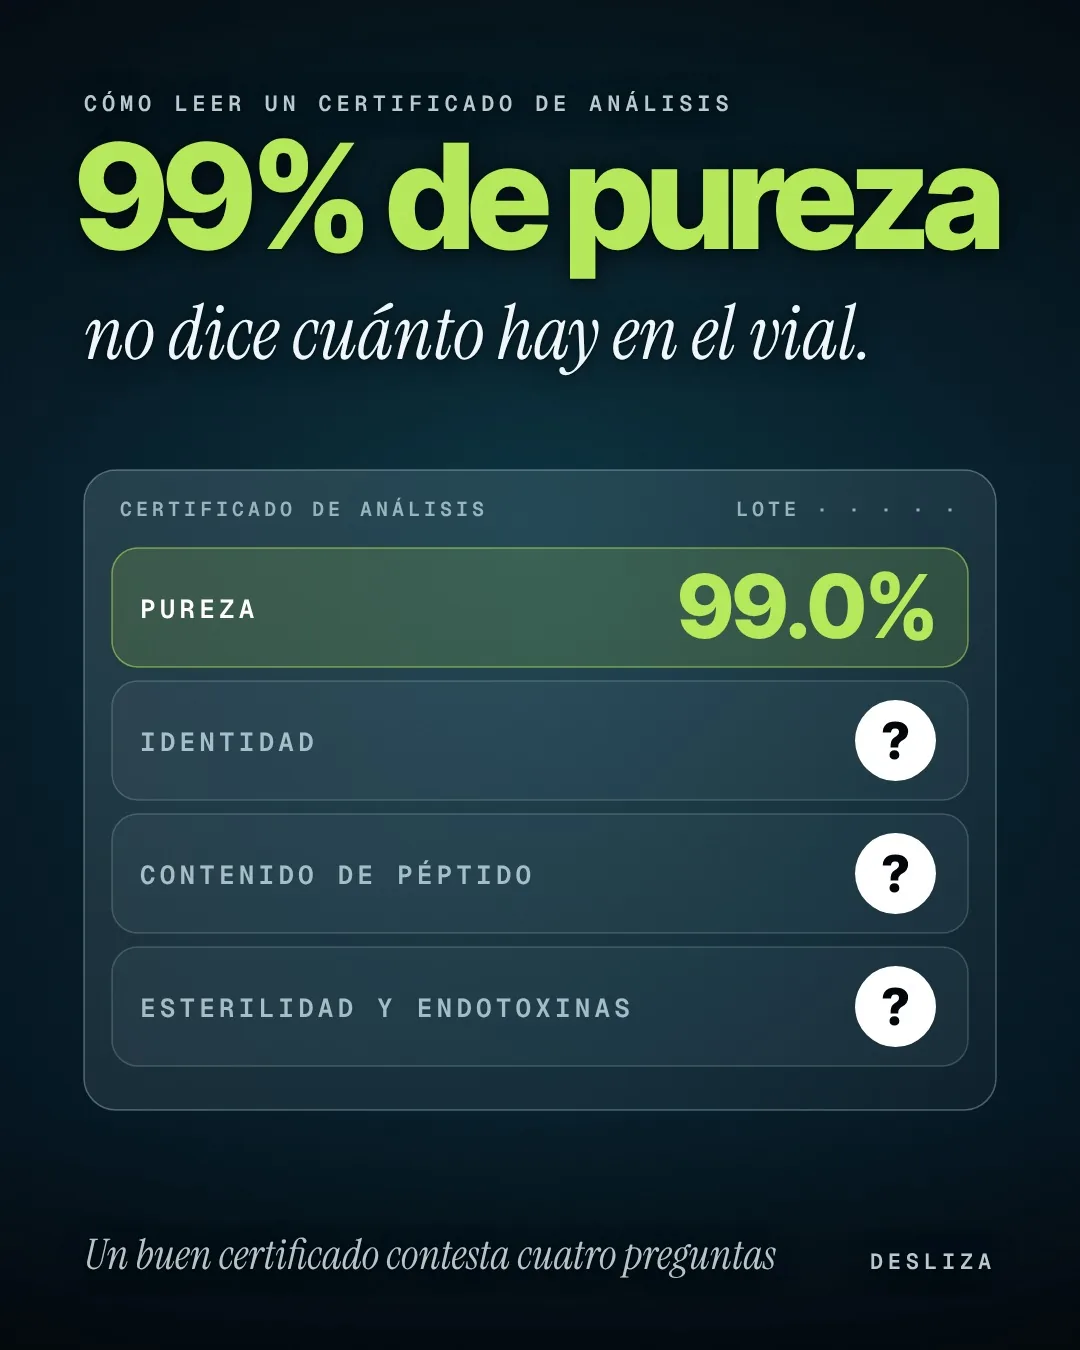 CÓMO LEER UN CERTIFICADO DE ANÁLISIS
99% de pureza
no dice cuánto hay en el vial.
CERTIFICADO DE ANÁLISIS LOTE · · · · ·
PUREZA 99.0%
IDENTIDAD ?
CONTENIDO DE PÉPTIDO ?
ESTERILIDAD Y ENDOTOXINAS ?
Un buen certificado contesta cuatro preguntas DESLIZA